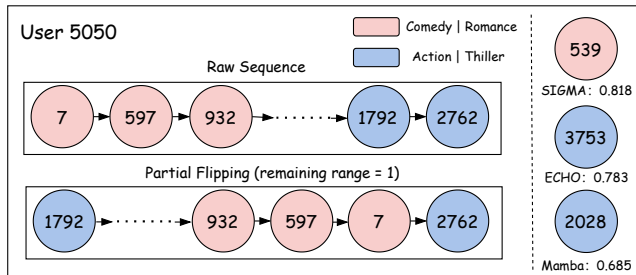 User 5050
Comedy | Romance
Action | Thiller
Raw Sequence
7 597 932 1792 2762
Partial Flipping (remaining range = 1)
1792 932 597 7 2762
539
SIGMA: 0.818
3753
ECHO: 0.783
2028
Mamba: 0.685